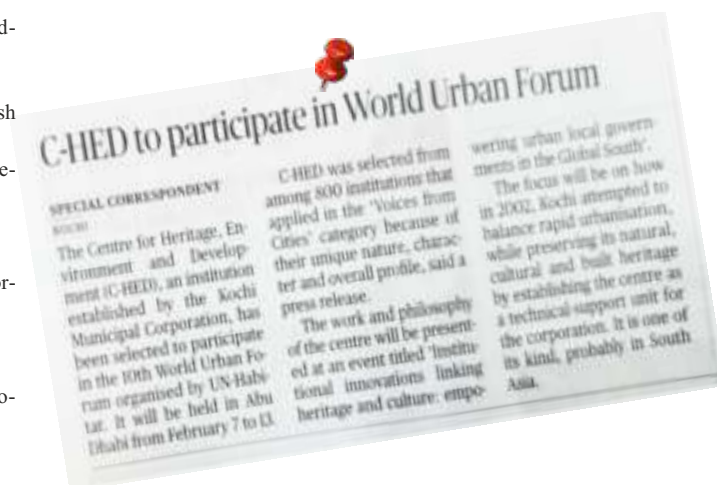 d-
sh
e-
or-
o-
C-HED to participate in World Urban Forum
SPECIAL CORRESPONDENT
KOCHI
The Centre for Heritage, En-
vironment and Develop-
ment (C-HED), an institution
established by the Kochi
Municipal Corporation, has
been selected to participate
in the 10th World Urban Fo-
rum organised by UN-Habi-
tat. It will be held in Abu
Dhabi from February 7 to 13.
C-HED was selected from
among 800 institutions that
applied in the 'Voices from
Cities' category because of
their unique nature, charac-
ter and overall profile, said a
press release.
The work and philosophy
of the centre will be present-
ed at an event titled 'Institu-
tional innovations linking
heritage and culture: empo-
wering urban local govern-
ments in the Global South'.
The focus will be on how
in 2002, Kochi attempted to
balance rapid urbanisation,
while preserving its natural,
cultural and built heritage
by establishing the centre as
a technical support unit for
the corporation. It is one of
its kind, probably in South
Asia.